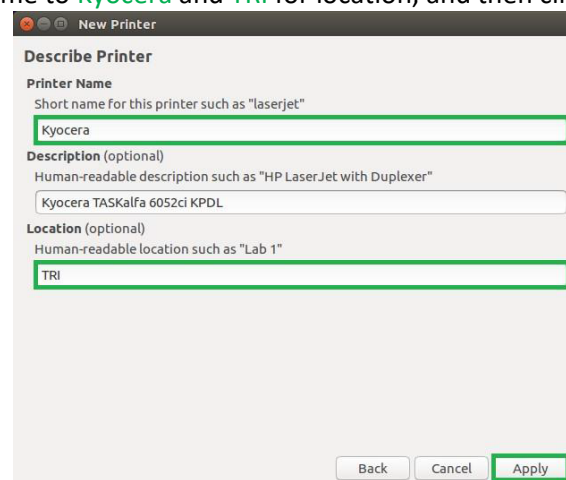 me to Kyocera and TRI for location, and then cli
New Printer
Describe Printer
Printer Name
Short name for this printer such as "laserjet"
Kyocera
Description (optional)
Human-readable description such as "HP LaserJet with Duplexer"
Kyocera TASKalfa 6052ci KPDL
Location (optional)
Human-readable location such as "Lab 1"
TRI
Back Cancel Apply